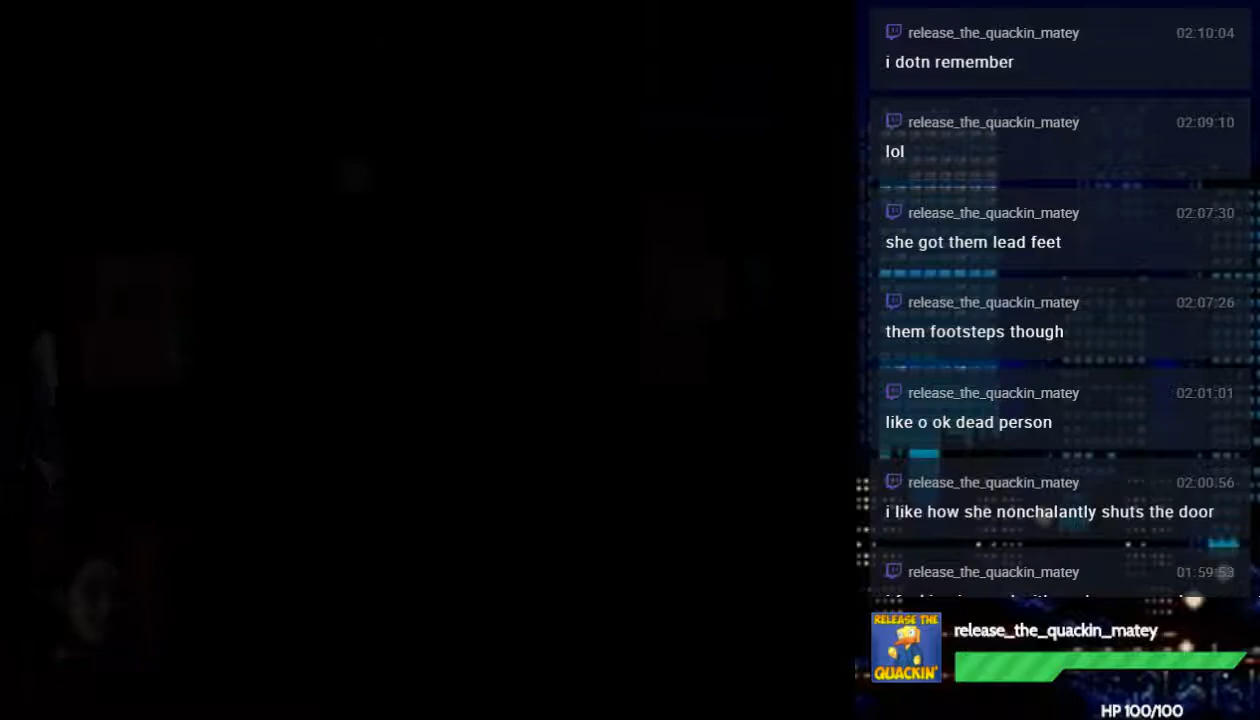 release_the_quackin_matey 02:10:04
i dotn remember
release_the_quackin_matey 02:09:10
lol
release_the_quackin_matey 02:07:30
she got them lead feet
release_the_quackin_matey 02:07:26
them footsteps though
release_the_quackin_matey 02:01:01
like o ok dead person
release_the_quackin_matey 02:00:56
i like how she nonchalantly shuts the door
release_the_quackin_matey 01:59:53
RELEASE THE
QUACKIN'
release_the_quackin_matey
HP 100/100